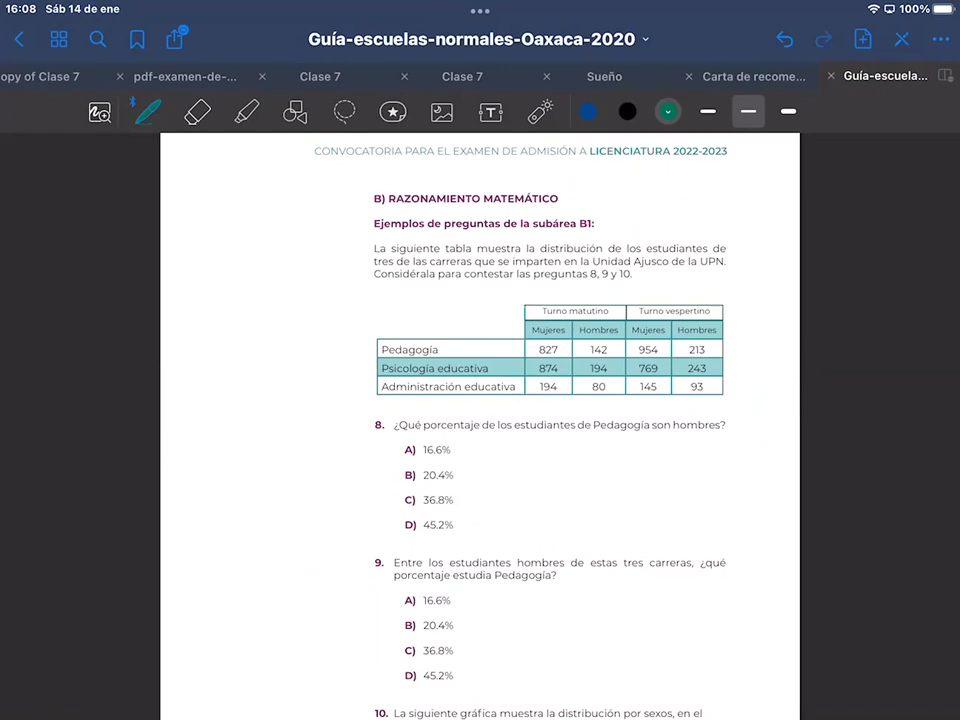 16:08 Sáb 14 de ene
100%
Guía-escuelas-normales-Oaxaca-2020
opy of Clase 7
pdf-examen-de-...
Clase 7
Clase 7
Sueño
Carta de recome...
Guía-escuela...
CONVOCATORIA PARA EL EXAMEN DE ADMISIÓN A LICENCIATURA 2022-2023
B) RAZONAMIENTO MATEMÁTICO
Ejemplos de preguntas de la subárea B1:
La siguiente tabla muestra la distribución de los estudiantes de
tres de las carreras que se imparten en la Unidad Ajusco de la UPN.
Considérala para contestar las preguntas 8, 9 y 10.
Turno matutino Turno vespertino
Mujeres Hombres Mujeres Hombres
Pedagogía 827 142 954 213
Psicología educativa 874 194 769 243
Administración educativa 194 80 145 93
8. ¿Qué porcentaje de los estudiantes de Pedagogía son hombres?
A) 16.6%
B) 20.4%
C) 36.8%
D) 45.2%
9. Entre los estudiantes hombres de estas tres carreras, ¿qué
porcentaje estudia Pedagogía?
A) 16.6%
B) 20.4%
C) 36.8%
D) 45.2%
10. La siguiente gráfica muestra la distribución por sexos, en el